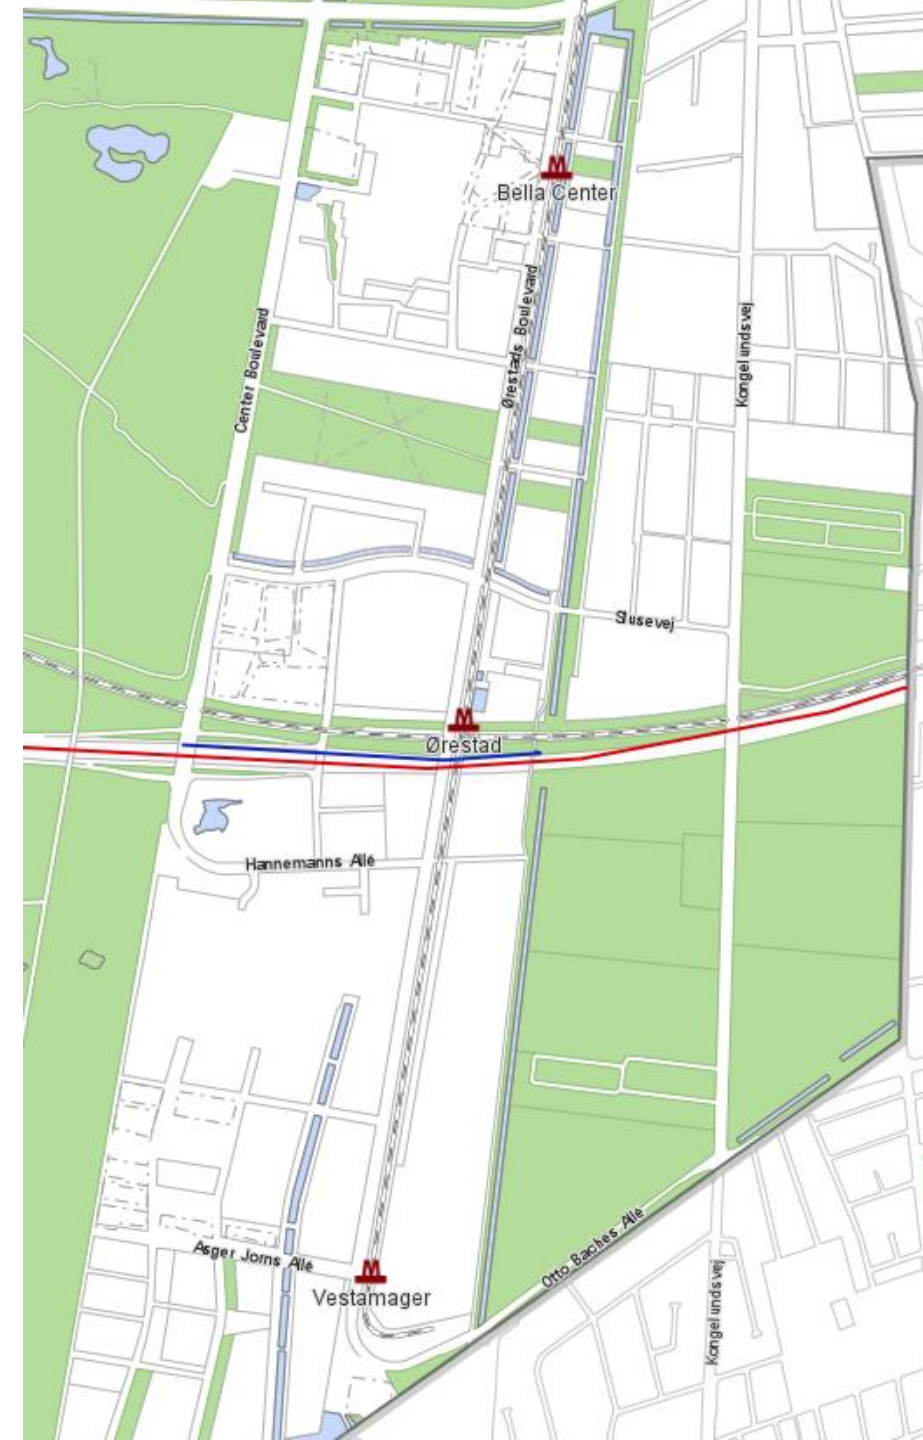 M
Bella Center
Ørestads Boulevard
Center Boulevard
Kongelundsvej
Slusevej
M
Ørestad
Hannemanns Allé
Otto Baches Allé
Asger Jorns Allé
M
Vestamager
Kongelundsvej